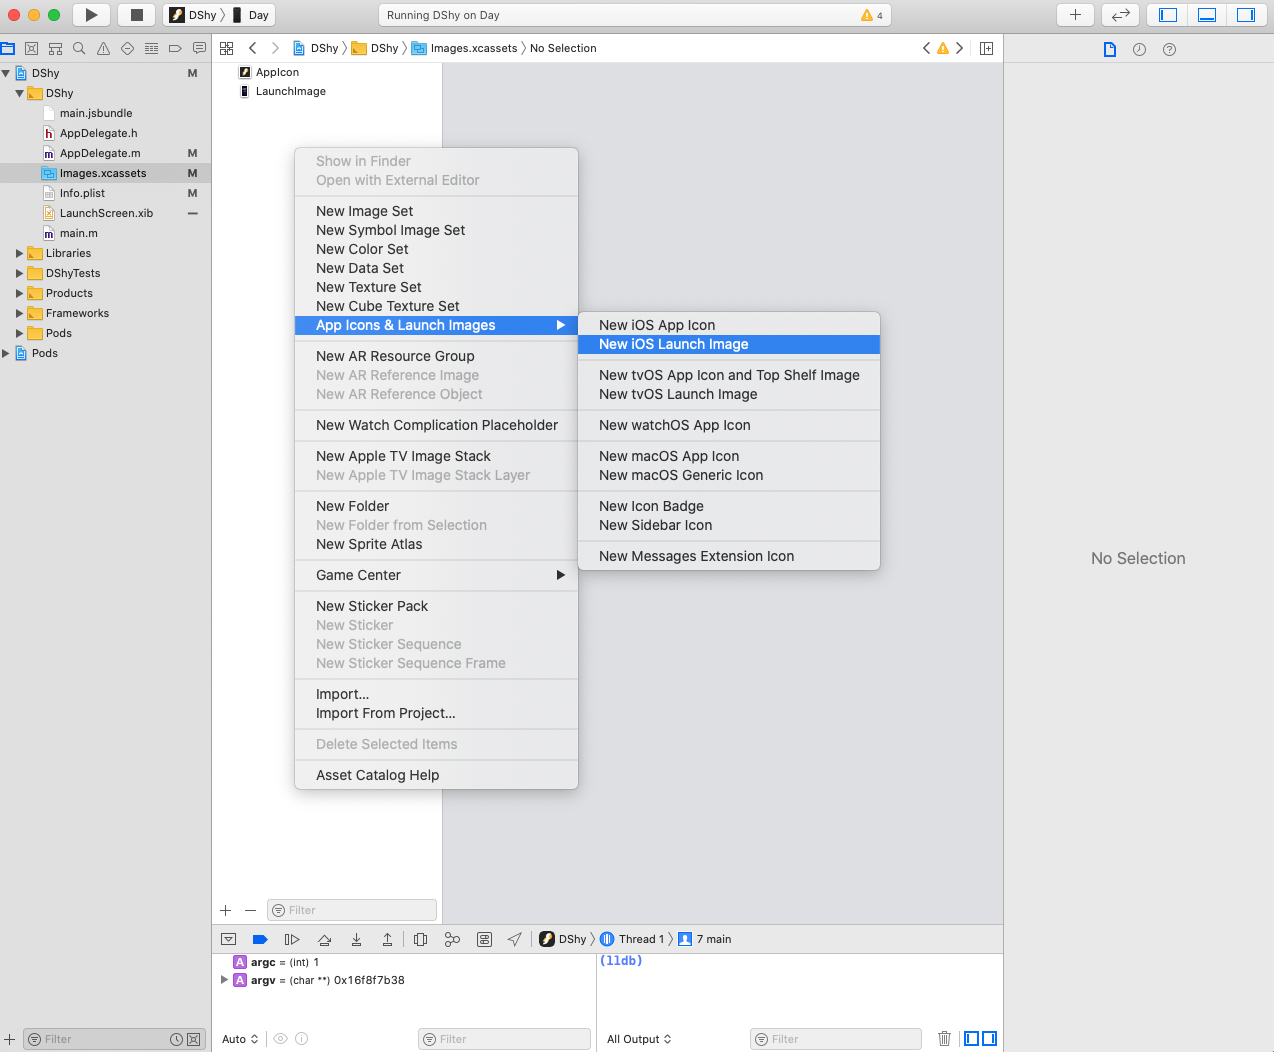 DShy 〉 Day
Running DShy on Day
4
DShy 〉 DShy 〉 Images.xcassets 〉 No Selection
DShy M
DShy
main.jsbundle
AppDelegate.h
AppDelegate.m M
Images.xcassets M
Info.plist M
LaunchScreen.xib
main.m
Libraries
DShyTests
Products
Frameworks
Pods
Pods
AppIcon
LaunchImage
Show in Finder
Open with External Editor
New Image Set
New Symbol Image Set
New Color Set
New Data Set
New Texture Set
New Cube Texture Set
App Icons & Launch Images
New AR Resource Group
New AR Reference Image
New AR Reference Object
New Watch Complication Placeholder
New Apple TV Image Stack
New Apple TV Image Stack Layer
New Folder
New Folder from Selection
New Sprite Atlas
Game Center
New Sticker Pack
New Sticker
New Sticker Sequence
New Sticker Sequence Frame
Import...
Import From Project...
Delete Selected Items
Asset Catalog Help
New iOS App Icon
New iOS Launch Image
New tvOS App Icon and Top Shelf Image
New tvOS Launch Image
New watchOS App Icon
New macOS App Icon
New macOS Generic Icon
New Icon Badge
New Sidebar Icon
New Messages Extension Icon
No Selection
Filter
DShy 〉 Thread 1 〉 7 main
A argc = (int) 1
A argv = (char **) 0x16f8f7b38
(lldb)
Filter
Auto
Filter
All Output
Filter